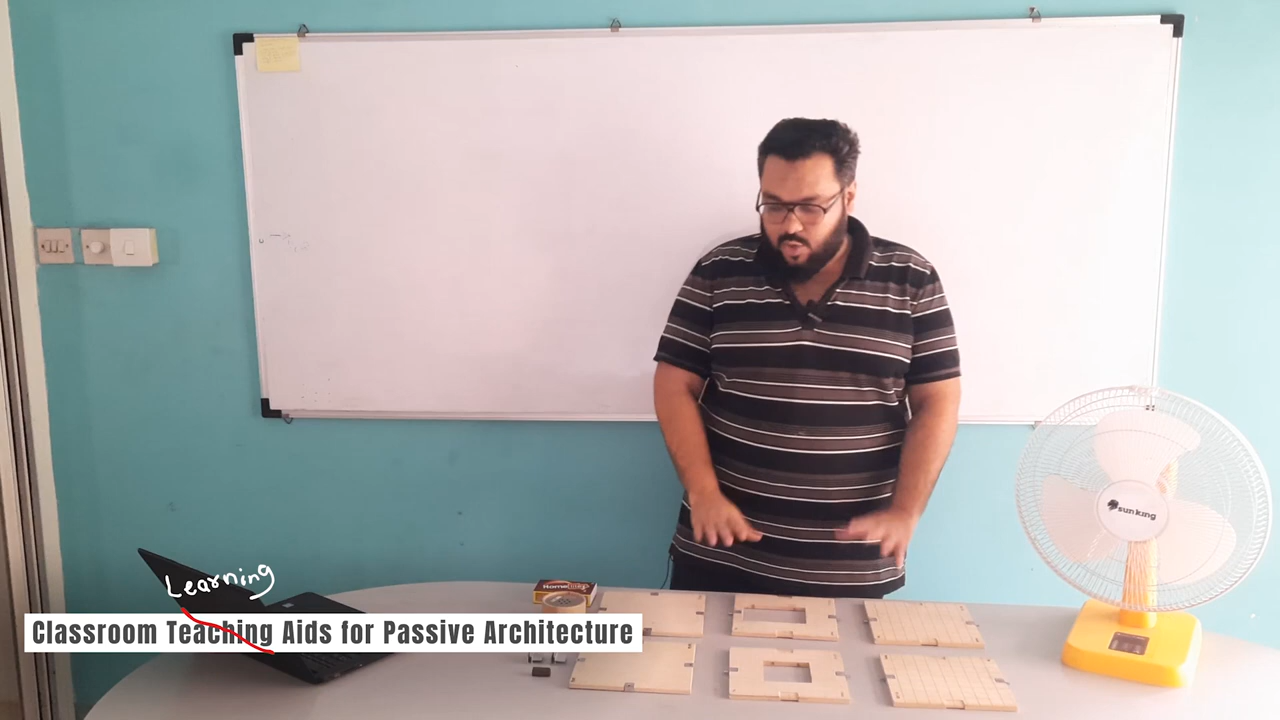 Learning
Classroom Teaching Aids for Passive Architecture
sun king